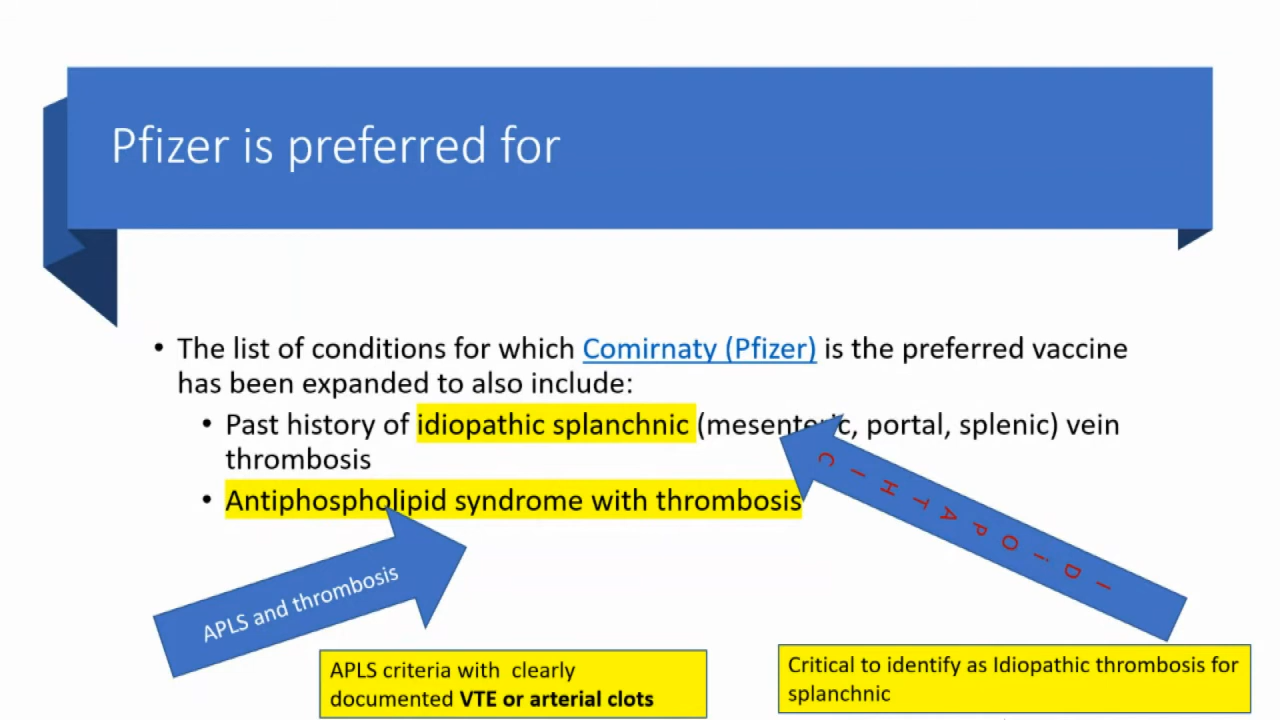 Pfizer is preferred for
• The list of conditions for which Comirnaty (Pfizer) is the preferred vaccine
has been expanded to also include:
• Past history of idiopathic splanchnic (mesenteric, portal, splenic) vein
thrombosis
• Antiphospholipid syndrome with thrombosis
APLS and thrombosis
IDiOPATHIC
APLS criteria with clearly
documented VTE or arterial clots
Critical to identify as Idiopathic thrombosis for
splanchnic